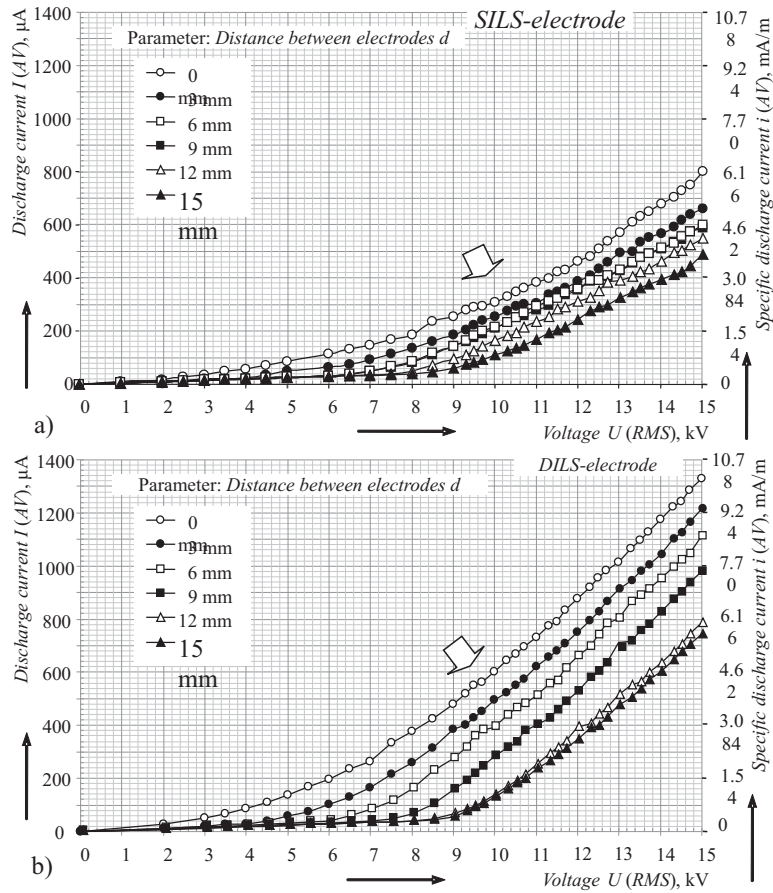 SILS-electrode
Parameter: Distance between electrodes d
0
mm
3 mm
6 mm
9 mm
12 mm
15
mm
Discharge current I (AV), µA
1400
1200
1000
800
600
400
200
0
0 1 2 3 4 5 6 7 8 9 10 11 12 13 14 15
Voltage U (RMS), kV
10.7
8
9.2
4
7.7
0
6.1
6
4.6
2
3.0
84
1.5
4
0
Specific discharge current i (AV), mA/m
a)
DILS-electrode
Parameter: Distance between electrodes d
0
mm
3 mm
6 mm
9 mm
12 mm
15
mm
Discharge current I (AV), µA
1400
1200
1000
800
600
400
200
0
0 1 2 3 4 5 6 7 8 9 10 11 12 13 14 15
Voltage U (RMS), kV
10.7
8
9.2
4
7.7
0
6.1
6
4.6
2
3.0
84
1.5
4
0
Specific discharge current i (AV), mA/m
b)